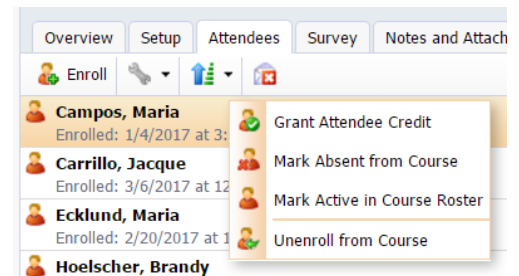 Overview Setup Attendees Survey Notes and Attach
Enroll
Campos, Maria
Enrolled: 1/4/2017 at 3:
Carrillo, Jacque
Enrolled: 3/6/2017 at 12
Ecklund, Maria
Enrolled: 2/20/2017 at 1
Hoelscher, Brandy
Grant Attendee Credit
Mark Absent from Course
Mark Active in Course Roster
Unenroll from Course